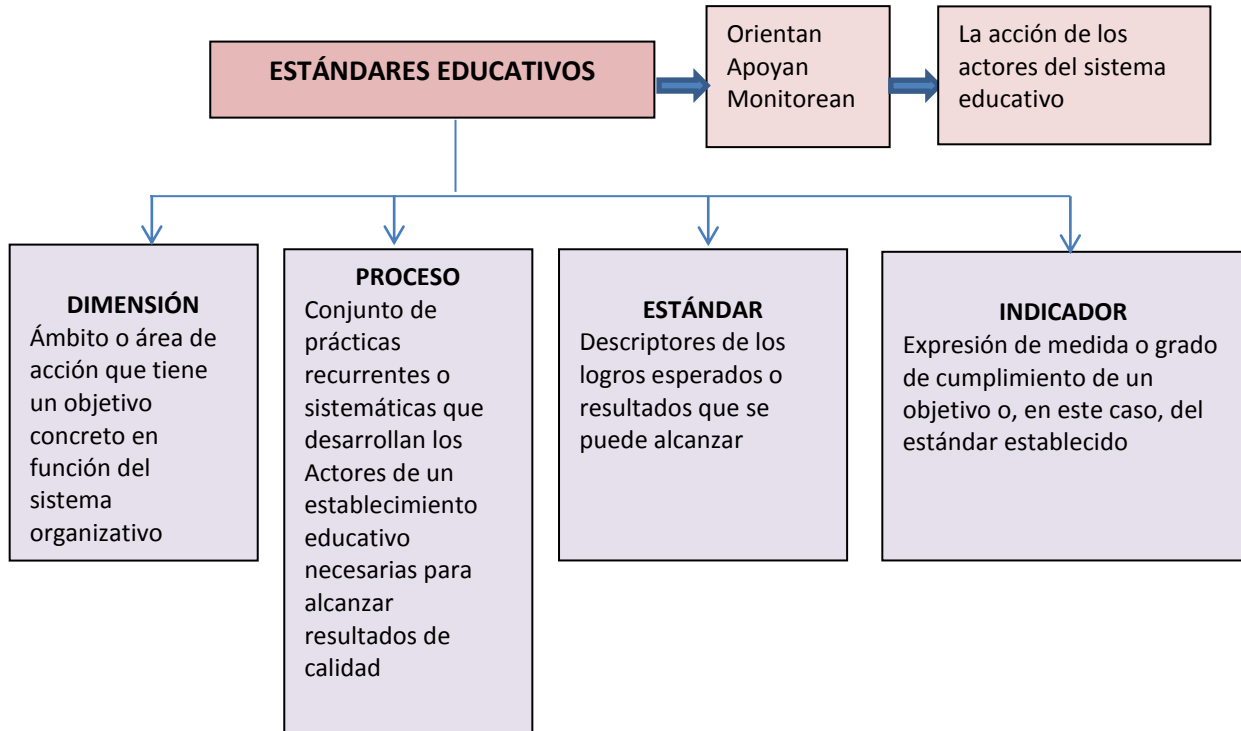 ESTÁNDARES EDUCATIVOS
Orientan
Apoyan
Monitorean
La acción de los
actores del sistema
educativo
DIMENSIÓN
Ámbito o área de
acción que tiene
un objetivo
concreto en
función del
sistema
organizativo
PROCESO
Conjunto de
prácticas
recurrentes o
sistemáticas que
desarrollan los
Actores de un
establecimiento
educativo
necesarias para
alcanzar
resultados de
calidad
ESTÁNDAR
Descriptores de los
logros esperados o
resultados que se
puede alcanzar
INDICADOR
Expresión de medida o grado
de cumplimiento de un
objetivo o, en este caso, del
estándar establecido